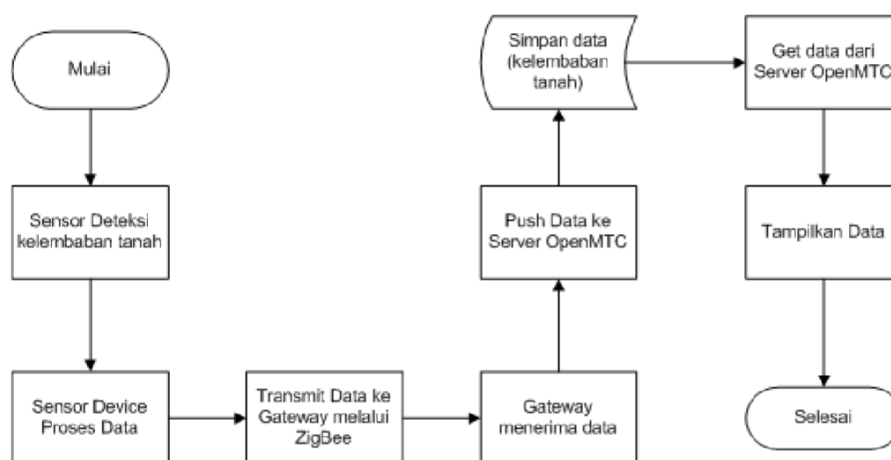 Mulai
Sensor Deteksi
kelembaban tanah
Sensor Device
Proses Data
Transmit Data ke
Gateway melalui
ZigBee
Gateway
menerima data
Push Data ke
Server OpenMTC
Simpan data
(kelembaban
tanah)
Get data dari
Server OpenMTC
Tampilkan Data
Selesai